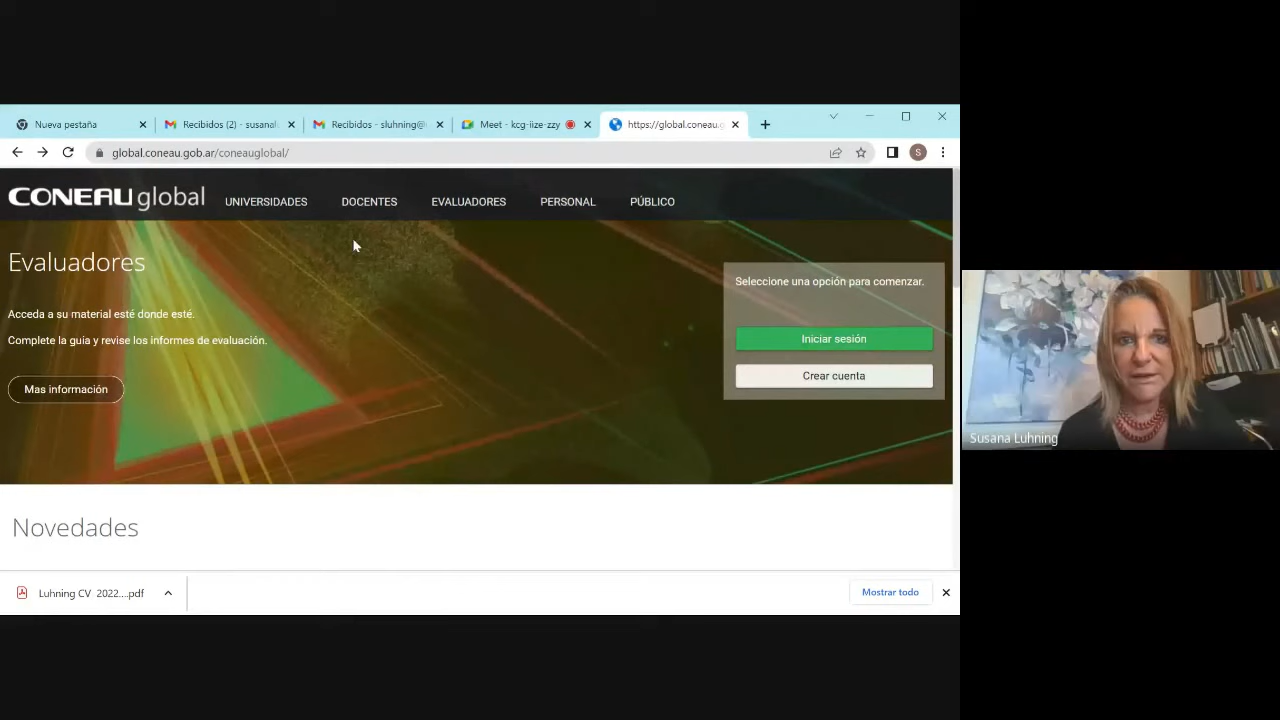 Nueva pestaña
Recibidos (2) - susanal
Recibidos - sluhning@
Meet - kcg-iize-zzy
https://global.coneau.g
global.coneau.gob.ar/coneauglobal/
S
CONEAU global
UNIVERSIDADES
DOCENTES
EVALUADORES
PERSONAL
PÚBLICO
Evaluadores
Acceda a su material esté donde esté.
Complete la guía y revise los informes de evaluación.
Mas información
Seleccione una opción para comenzar.
Iniciar sesión
Crear cuenta
Susana Luhning
Novedades
Luhning CV 2022....pdf
Mostrar todo